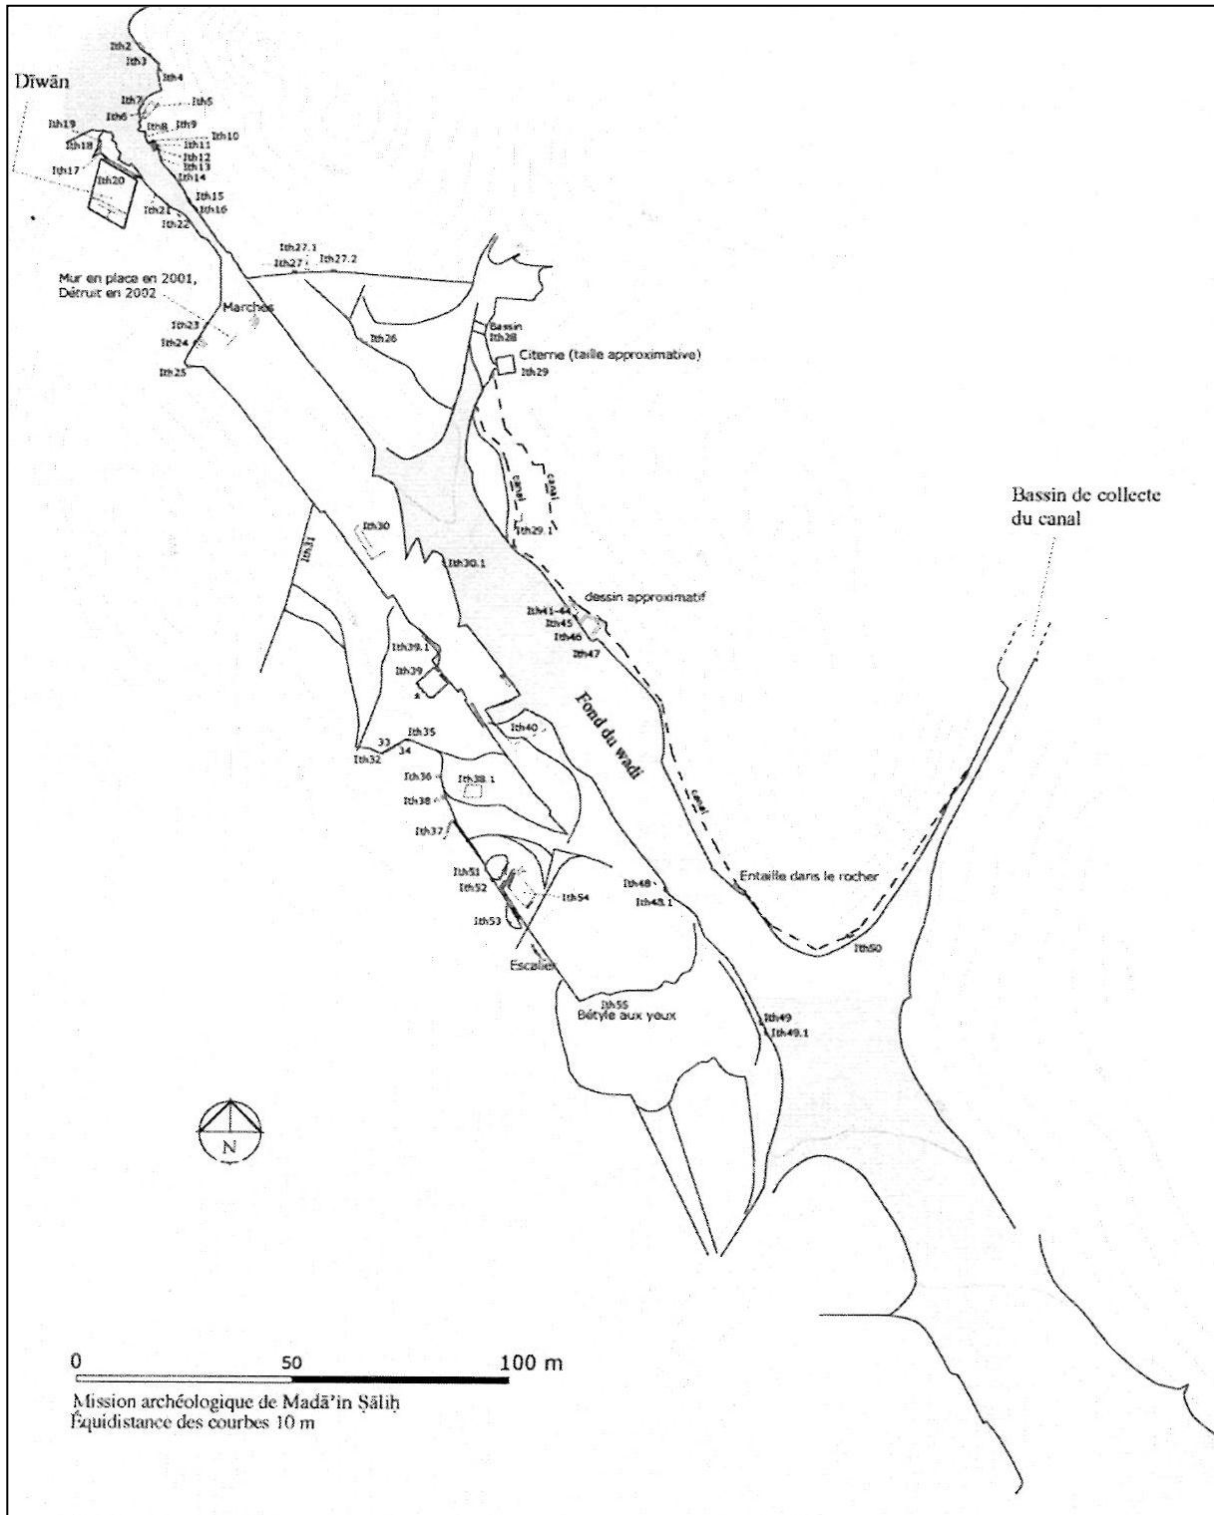 Ith2
Ith3
Ith4
Dīwān
Ith7
Ith5
Ith6
Ith8
Ith9
Ith19
Ith10
Ith18
Ith11
Ith12
Ith13
Ith17
Ith20
Ith14
Ith15
Ith21
Ith16
Ith22
Ith27.1
Ith27
Ith27.2
Mur en place en 2001,
Détruit en 2002
Marches
Ith23
Ith24
Ith26
Bassin
Ith28
Citerne (taille approximative)
Ith25
Ith29
canal
canal
Bassin de collecte
du canal
Ith30
Ith29.1
Ith31
Ith30.1
dessin approximatif
Ith41-44
Ith45
Ith46
Ith47
Ith39.1
Ith39
Fond du wadi
Ith40
Ith35
33
34
Ith32
Ith36
Ith38.1
Ith38
canal
Ith37
Ith51
Ith52
Entaille dans le rocher
Ith48
Ith48.1
Ith54
Ith53
Ith50
Escalier
Ith55
Bétyle aux yeux
Ith49
Ith49.1
N
0 50 100 m
Mission archéologique de Madā’in Ṣāliḥ
Équidistance des courbes 10 m